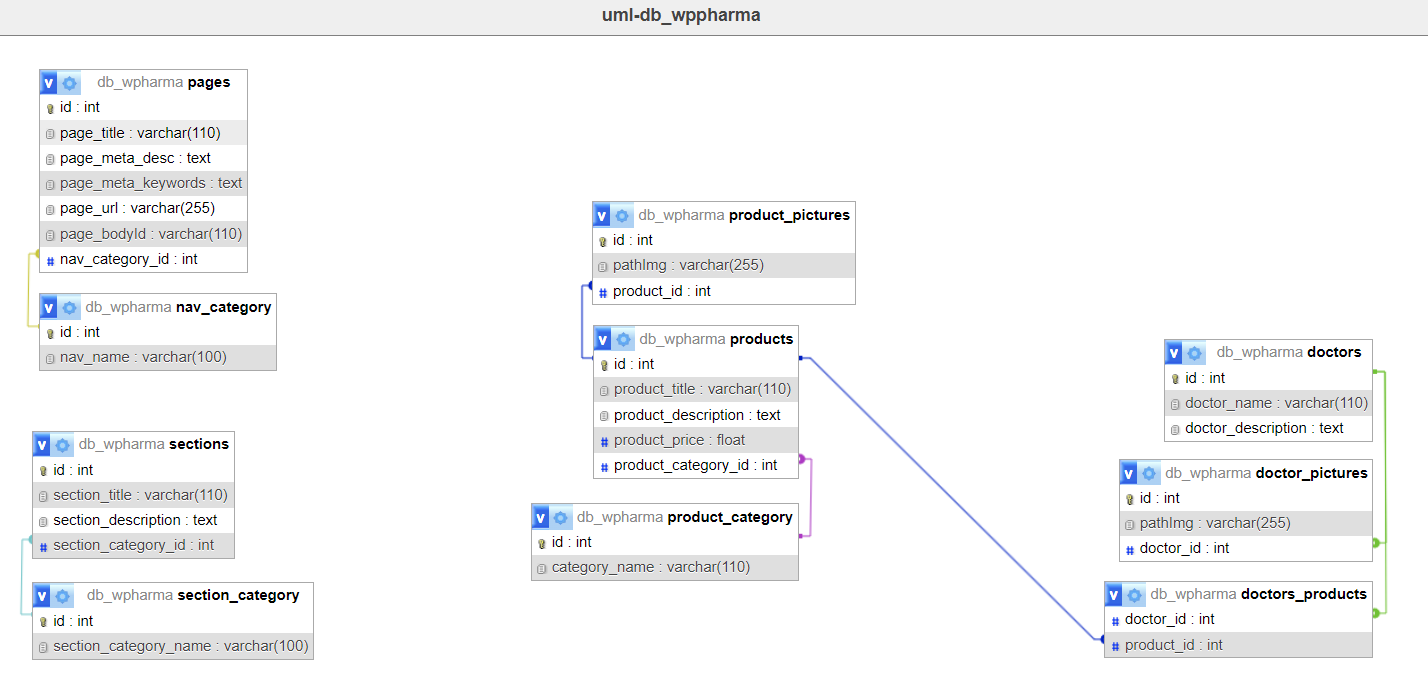 uml-db_wppharma
v db_wpharma pages
id : int
page_title : varchar(110)
page_meta_desc : text
page_meta_keywords : text
page_url : varchar(255)
page_bodyId : varchar(110)
# nav_category_id : int
v db_wpharma nav_category
id : int
nav_name : varchar(100)
v db_wpharma sections
id : int
section_title : varchar(110)
section_description : text
# section_category_id : int
v db_wpharma section_category
id : int
section_category_name : varchar(100)
v db_wpharma product_pictures
id : int
pathImg : varchar(255)
# product_id : int
v db_wpharma products
id : int
product_title : varchar(110)
product_description : text
# product_price : float
# product_category_id : int
v db_wpharma product_category
id : int
category_name : varchar(110)
v db_wpharma doctors
id : int
doctor_name : varchar(110)
doctor_description : text
v db_wpharma doctor_pictures
id : int
pathImg : varchar(255)
# doctor_id : int
v db_wpharma doctors_products
# doctor_id : int
# product_id : int